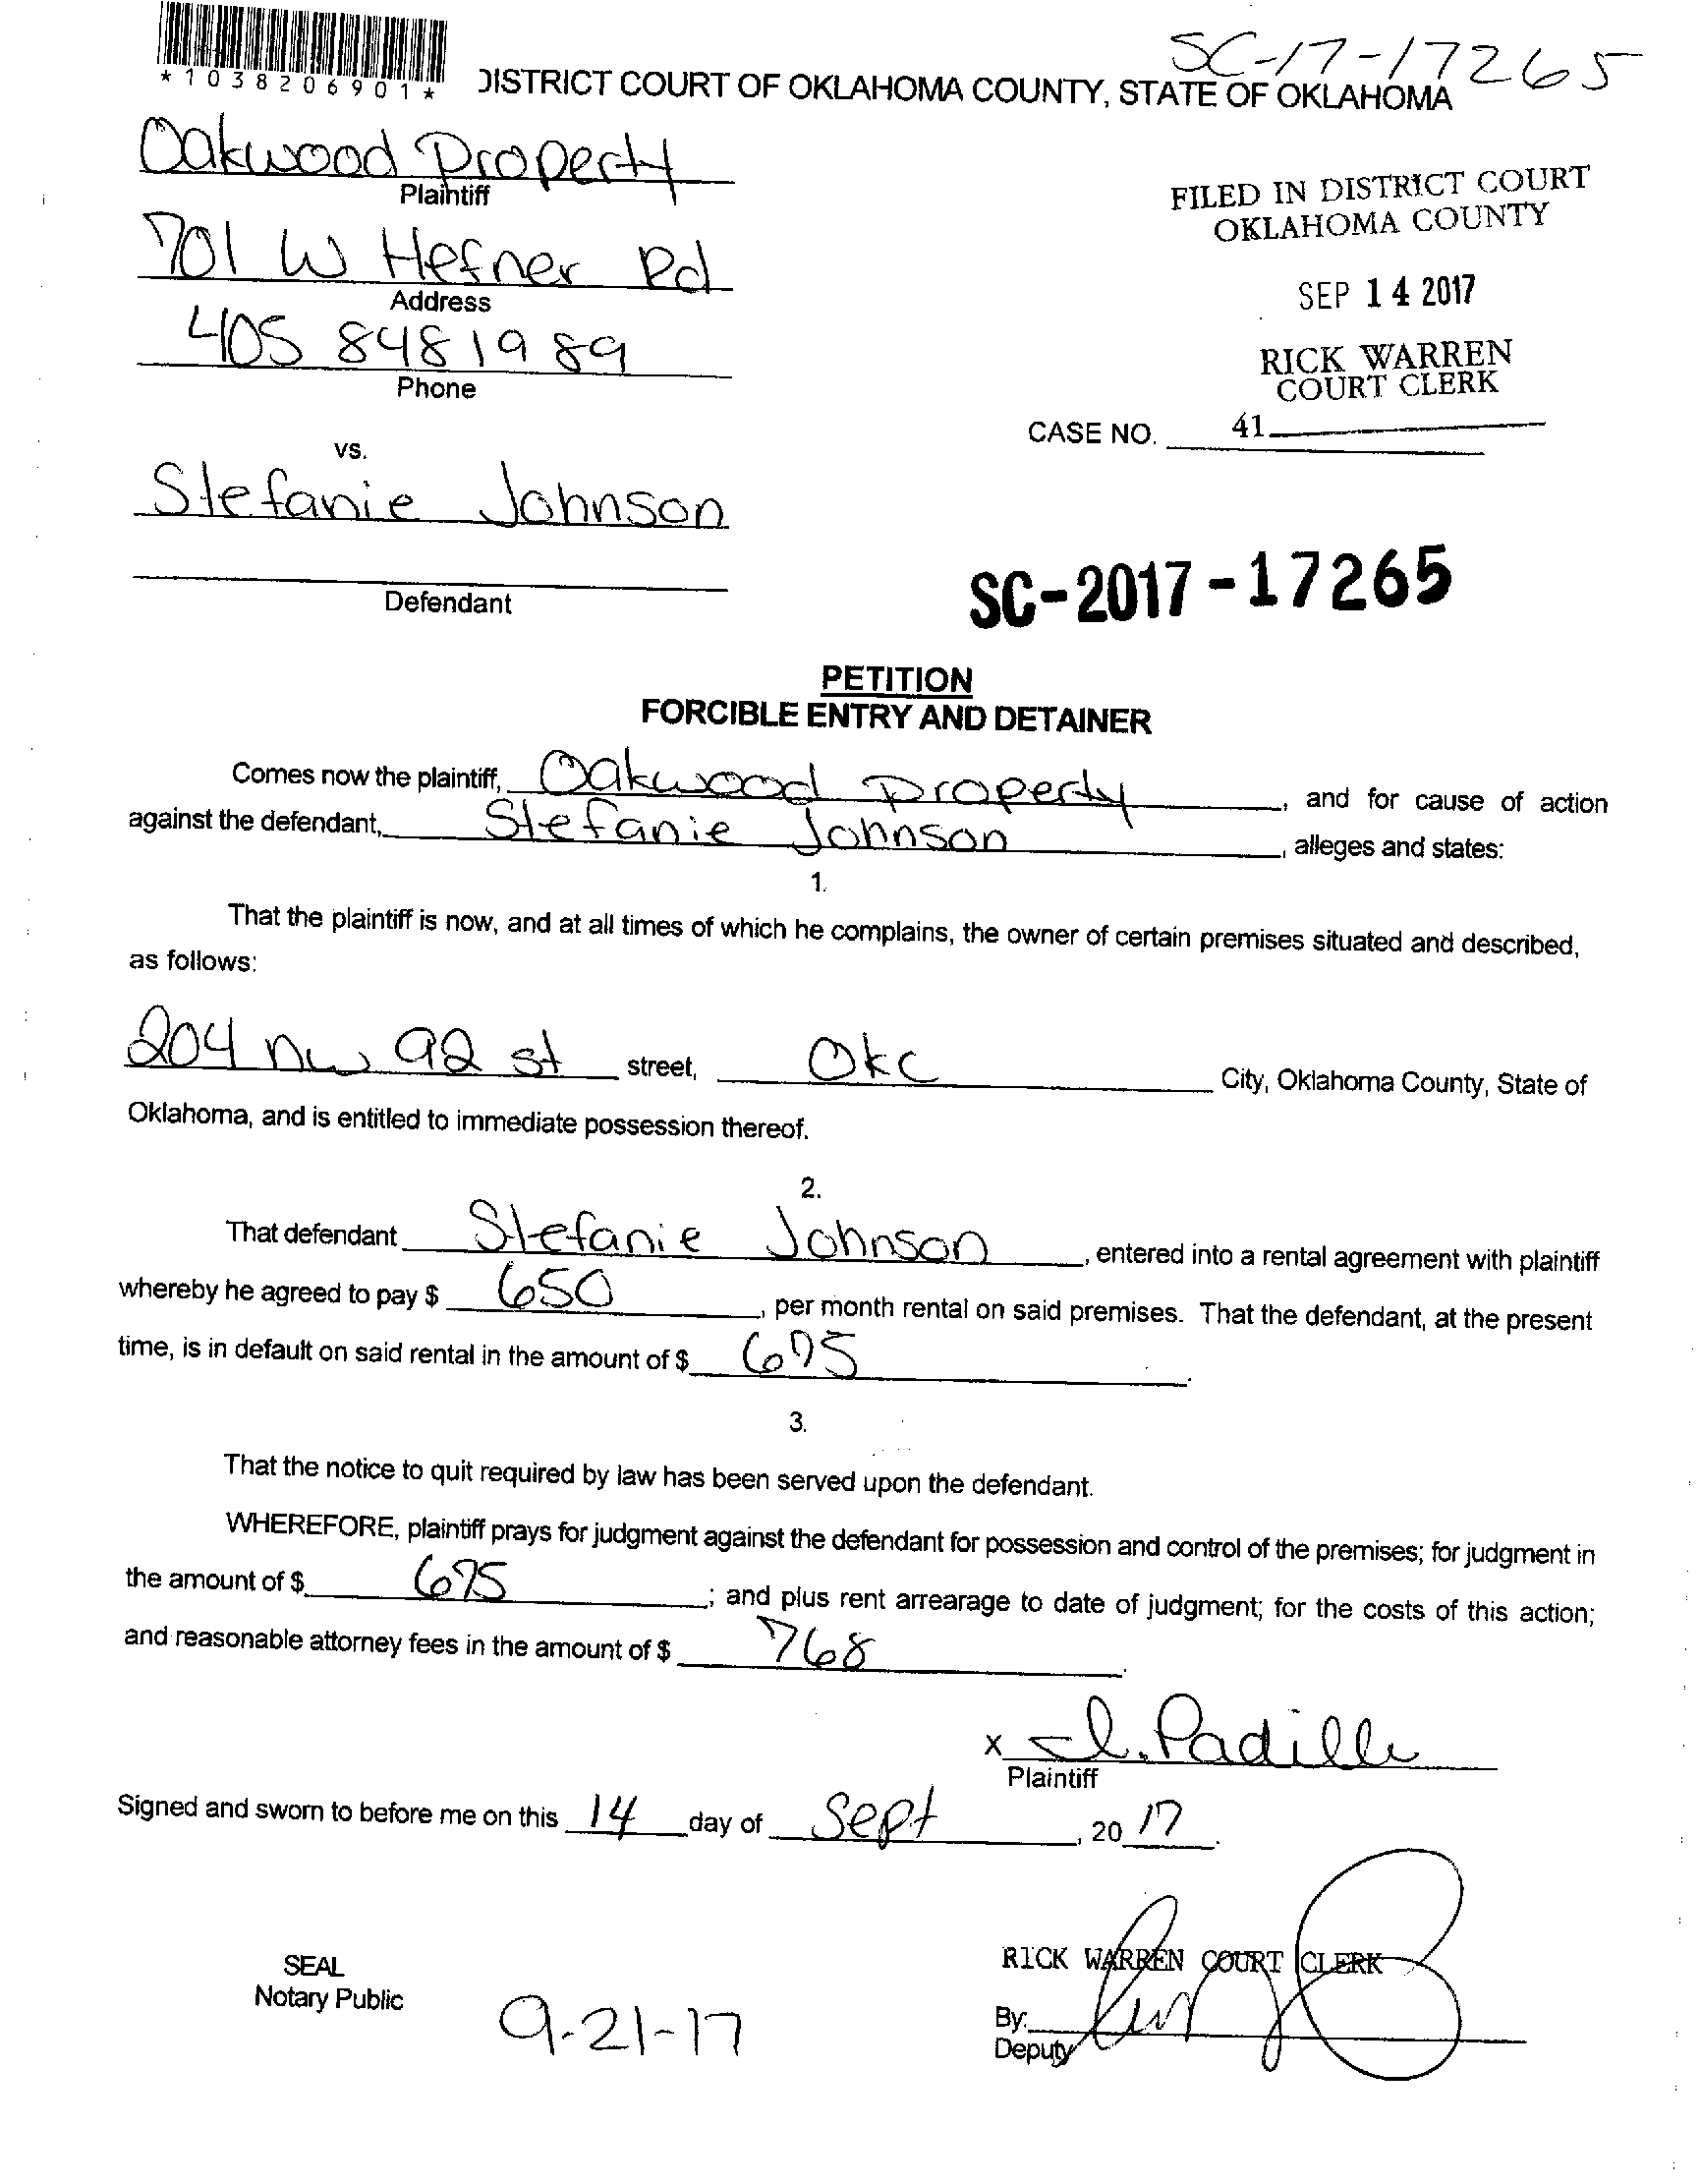 SC-17-17265
*1038206901*
DISTRICT COURT OF OKLAHOMA COUNTY, STATE OF OKLAHOMA
Oakwood Property
Plaintiff
FILED IN DISTRICT COURT
OKLAHOMA COUNTY
701 W Hefner Rd
Address
SEP 14 2017
405 848 1989
Phone
RICK WARREN
COURT CLERK
CASE NO. 41
vs.
Stefanie Johnson
Defendant
SC-2017-17265
PETITION
FORCIBLE ENTRY AND DETAINER
Comes now the plaintiff, Oakwood Property, and for cause of action
against the defendant, Stefanie Johnson, alleges and states:
1.
That the plaintiff is now, and at all times of which he complains, the owner of certain premises situated and described,
as follows:
204 nw 92 st street, Okc City, Oklahoma County, State of
Oklahoma, and is entitled to immediate possession thereof.
2.
That defendant Stefanie Johnson, entered into a rental agreement with plaintiff
whereby he agreed to pay $ 650, per month rental on said premises. That the defendant, at the present
time, is in default on said rental in the amount of $ 695.
3.
That the notice to quit required by law has been served upon the defendant.
WHEREFORE, plaintiff prays for judgment against the defendant for possession and control of the premises; for judgment in
the amount of $ 695; and plus rent arrearage to date of judgment; for the costs of this action;
and reasonable attorney fees in the amount of $ 768.
x I. Padilla
Plaintiff
Signed and sworn to before me on this 14 day of Sept, 20 17.
SEAL
Notary Public
9-21-17
RICK WARREN COURT CLERK
By:
Deputy